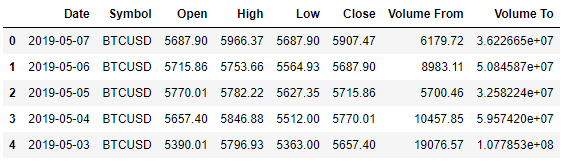 Date Symbol Open High Low Close Volume From Volume To
0 2019-05-07 BTCUSD 5687.90 5966.37 5687.90 5907.47 6179.72 3.622665e+07
1 2019-05-06 BTCUSD 5715.86 5753.66 5564.93 5687.90 8983.11 5.084587e+07
2 2019-05-05 BTCUSD 5770.01 5782.22 5627.35 5715.86 5700.46 3.258224e+07
3 2019-05-04 BTCUSD 5657.40 5846.88 5512.00 5770.01 10457.85 5.957420e+07
4 2019-05-03 BTCUSD 5390.01 5796.93 5363.00 5657.40 19076.57 1.077853e+08